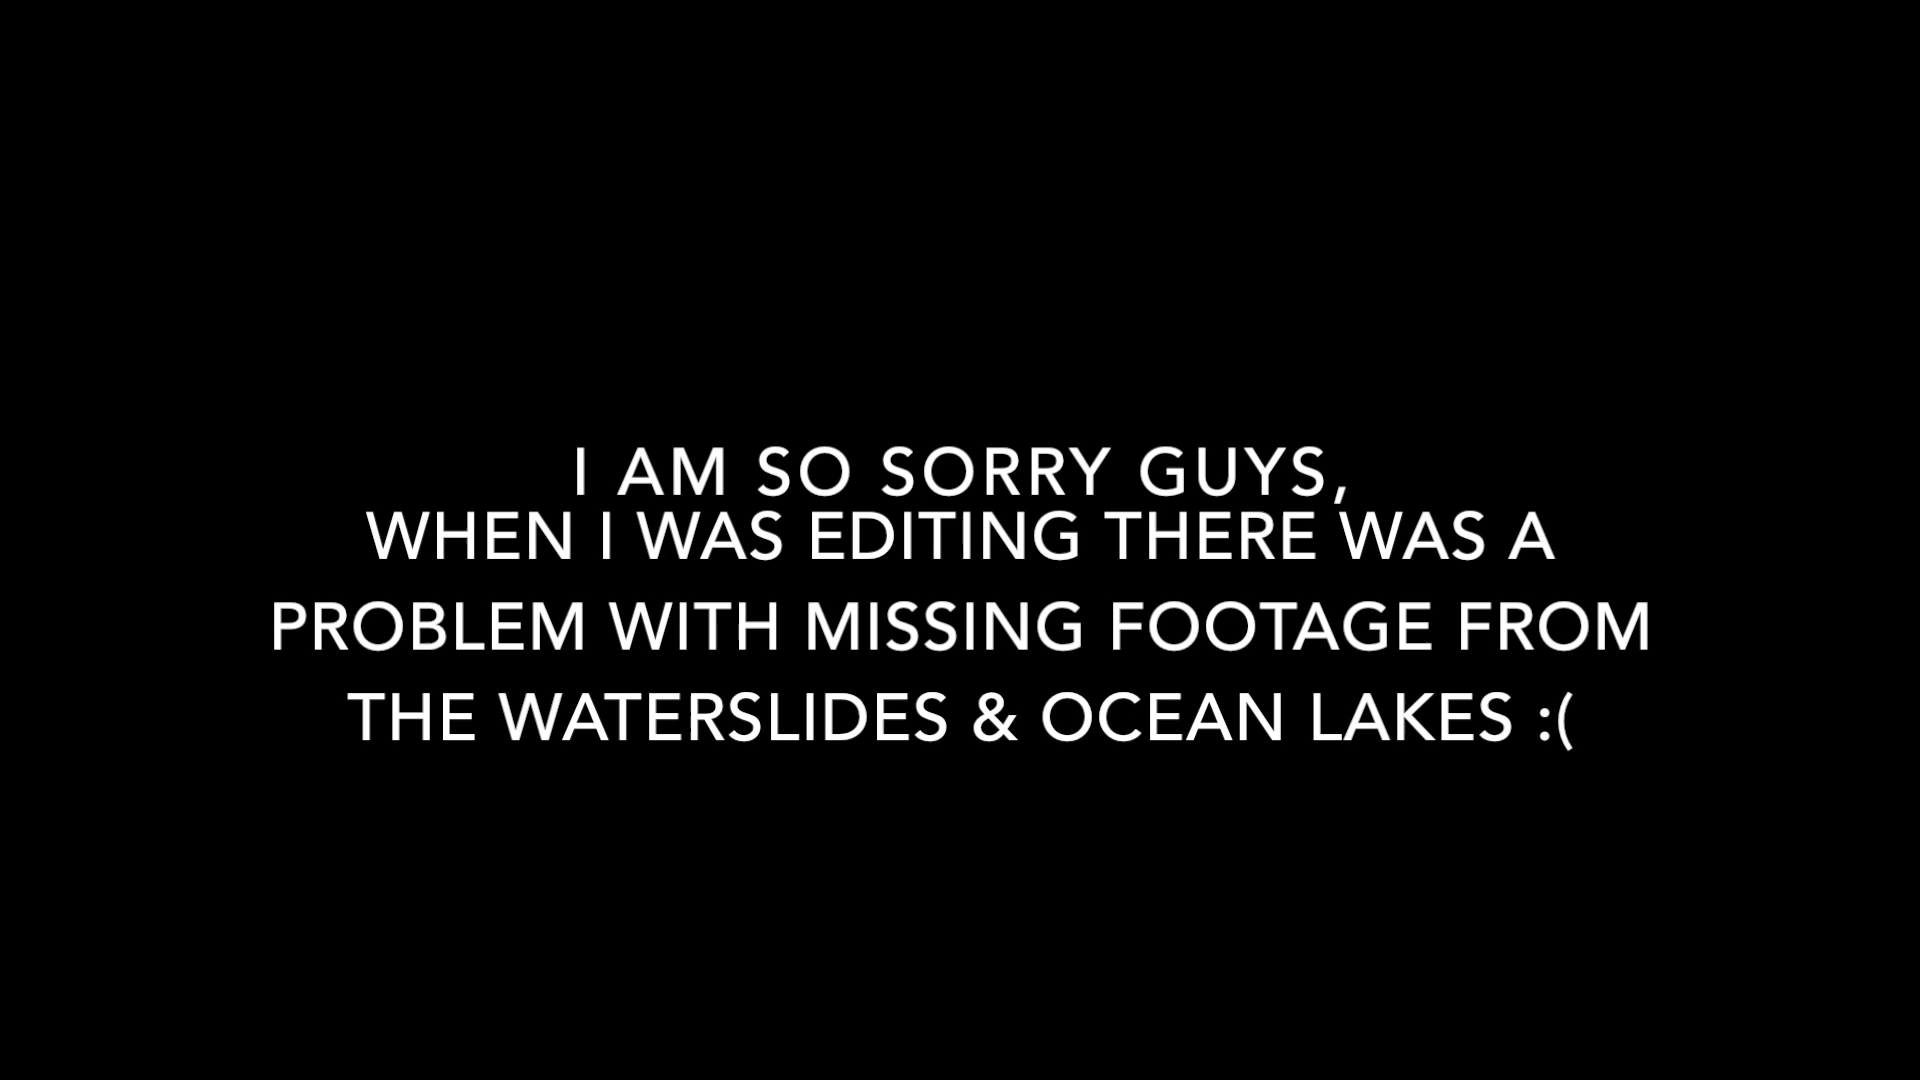 I AM SO SORRY GUYS,
WHEN I WAS EDITING THERE WAS A
PROBLEM WITH MISSING FOOTAGE FROM
THE WATERSLIDES & OCEAN LAKES :(